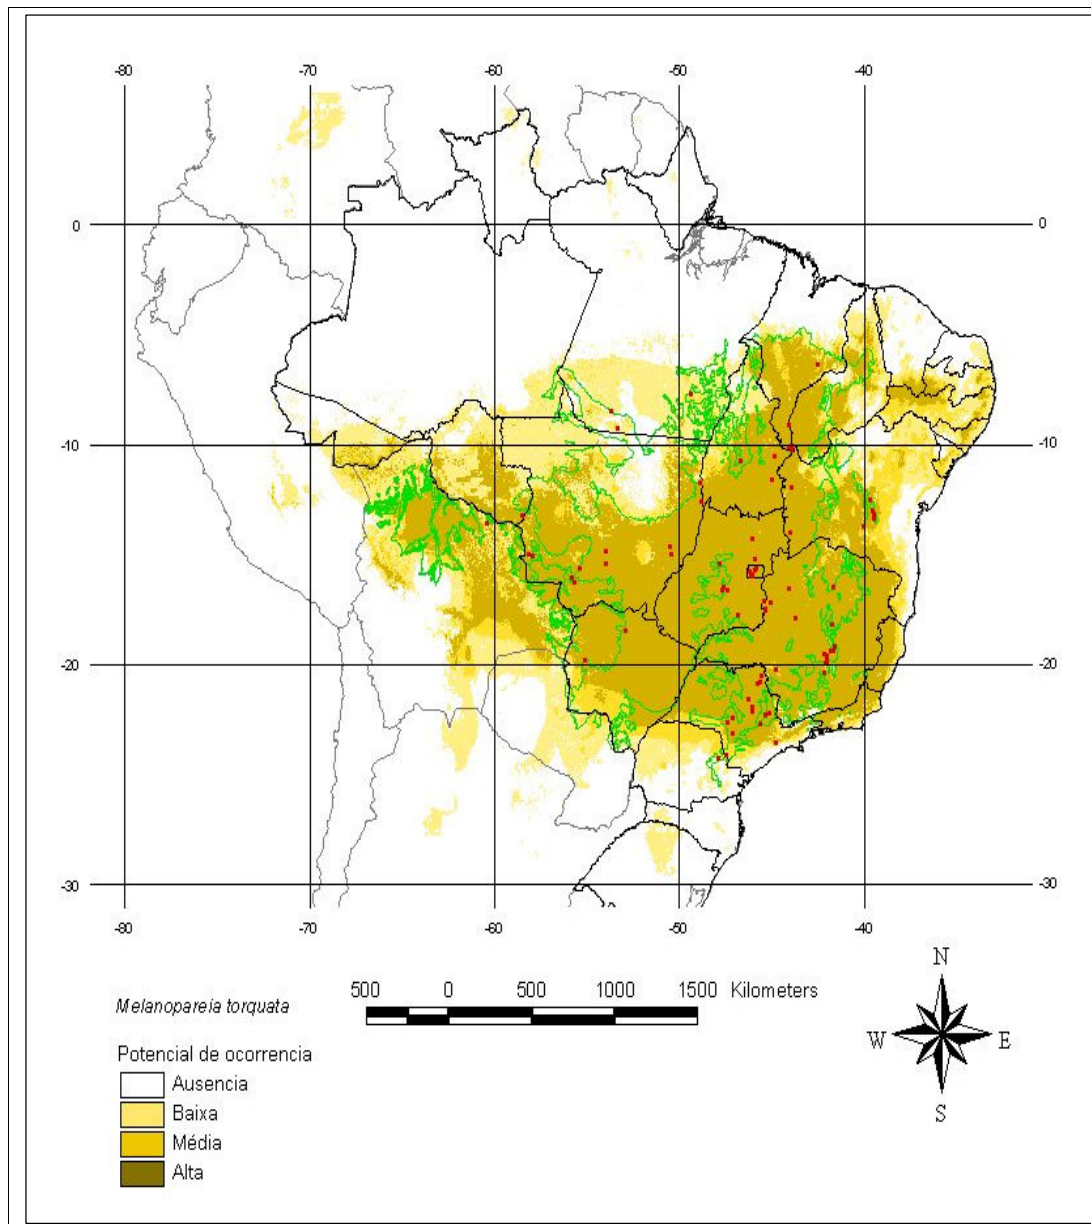 -80 -70 -60 -50 -40
0 0
-10 -10
-20 -20
-30 -30
-80 -70 -60 -50 -40
N
500 0 500 1000 1500 Kilometers
Melanopareia torquata
W E
Potencial de ocorrencia
Ausencia
S
Baixa
Média
Alta